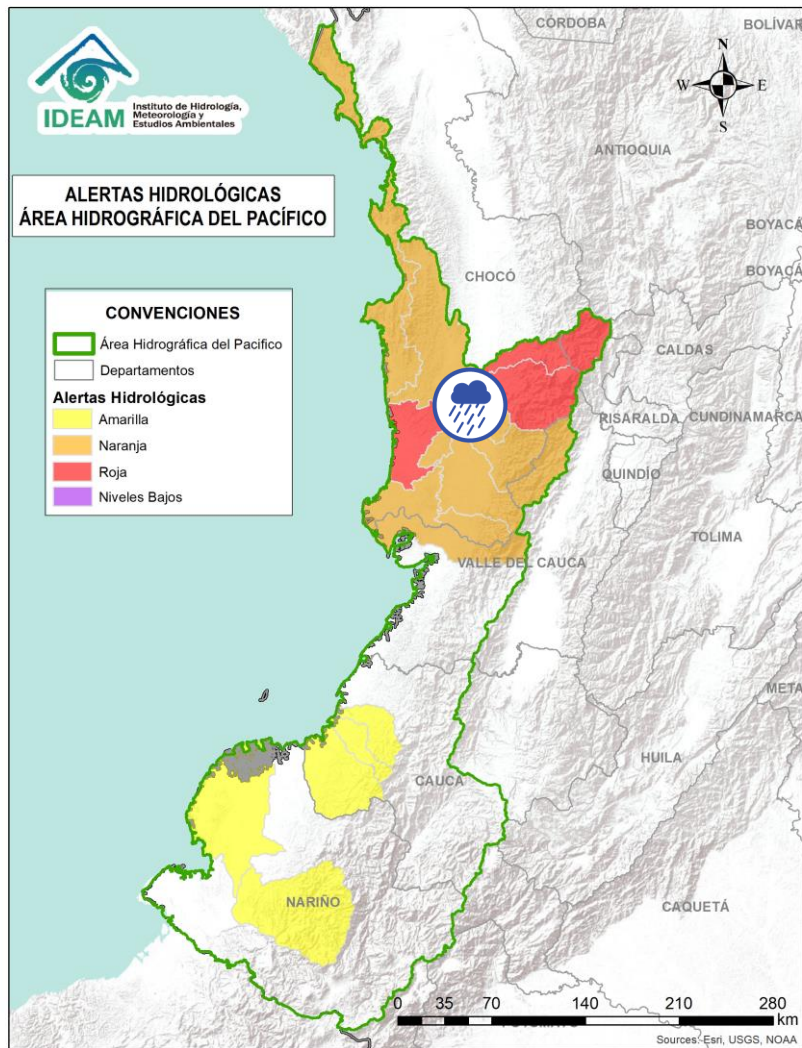 IDEAM
Instituto de Hidrología,
Meteorología y
Estudios Ambientales
ALERTAS HIDROLÓGICAS
ÁREA HIDROGRÁFICA DEL PACÍFICO
CONVENCIONES
Área Hidrográfica del Pacifico
Departamentos
Alertas Hidrológicas
Amarilla
Naranja
Roja
Niveles Bajos
CÓRDOBA
BOLÍVAR
N
W
E
S
ANTIOQUIA
BOYACÁ
CHOCÓ
BOYACÁ
CALDAS
RISARALDA
CUNDINAMARCA
QUINDÍO
TOLIMA
VALLE DEL CAUCA
META
HUILA
CAUCA
NARIÑO
CAQUETÁ
0 35 70 140 210 280
km
Sources: Esri, USGS, NOAA